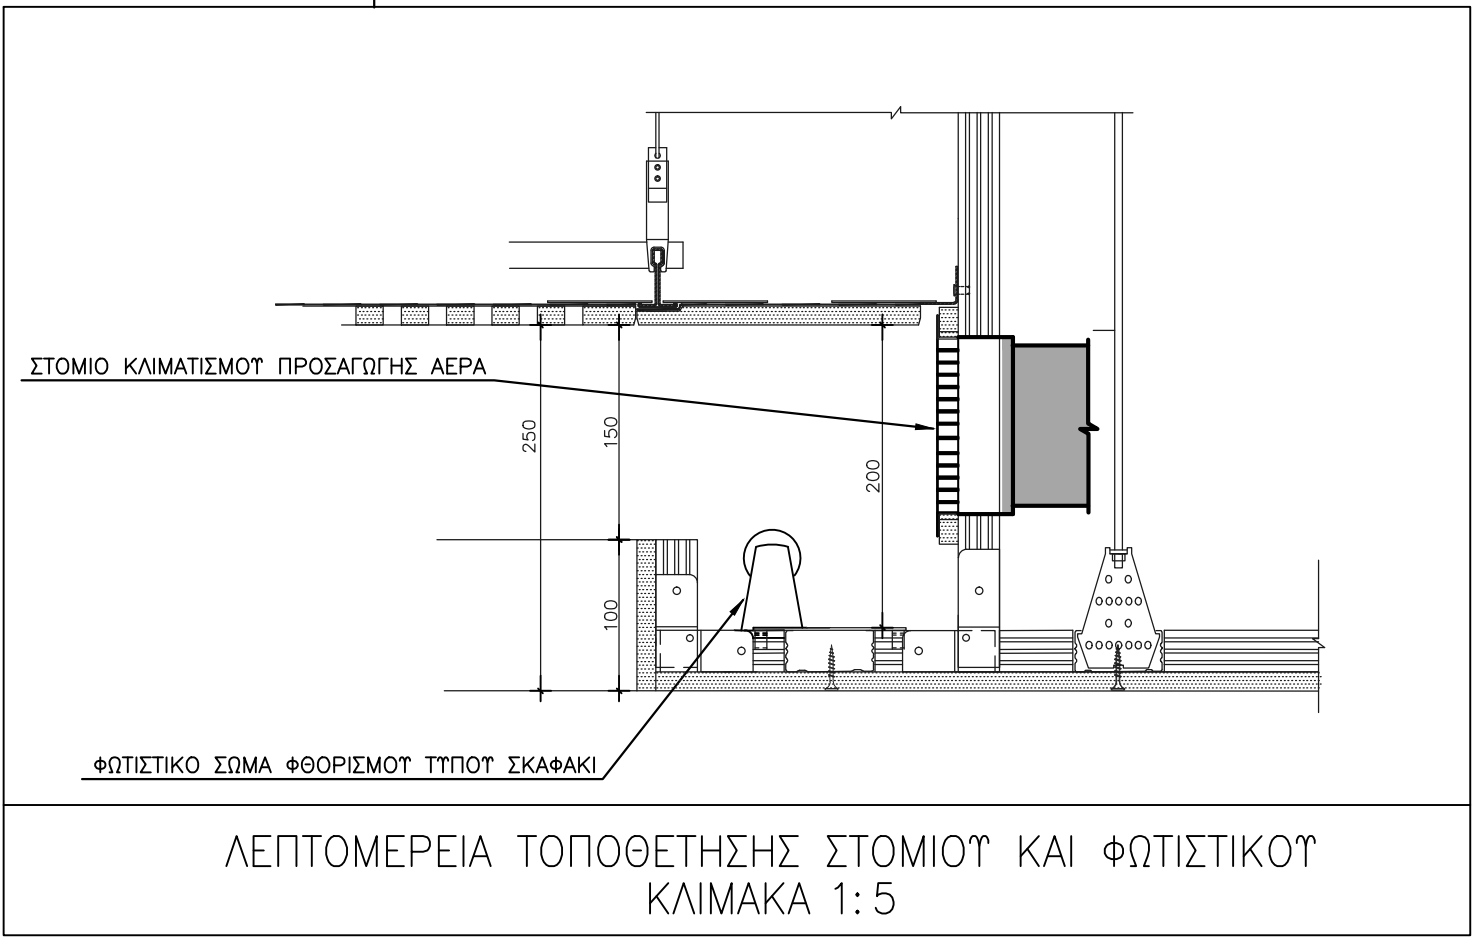 ΣΤΟΜΙΟ ΚΛΙΜΑΤΙΣΜΟΥ ΠΡΟΣΑΓΩΓΗΣ ΑΕΡΑ
250
150
200
100
ΦΩΤΙΣΤΙΚΟ ΣΩΜΑ ΦΘΟΡΙΣΜΟΥ ΤΥΠΟΥ ΣΚΑΦΑΚΙ
ΛΕΠΤΟΜΕΡΕΙΑ ΤΟΠΟΘΕΤΗΣΗΣ ΣΤΟΜΙΟΥ ΚΑΙ ΦΩΤΙΣΤΙΚΟΥ
ΚΛΙΜΑΚΑ 1:5